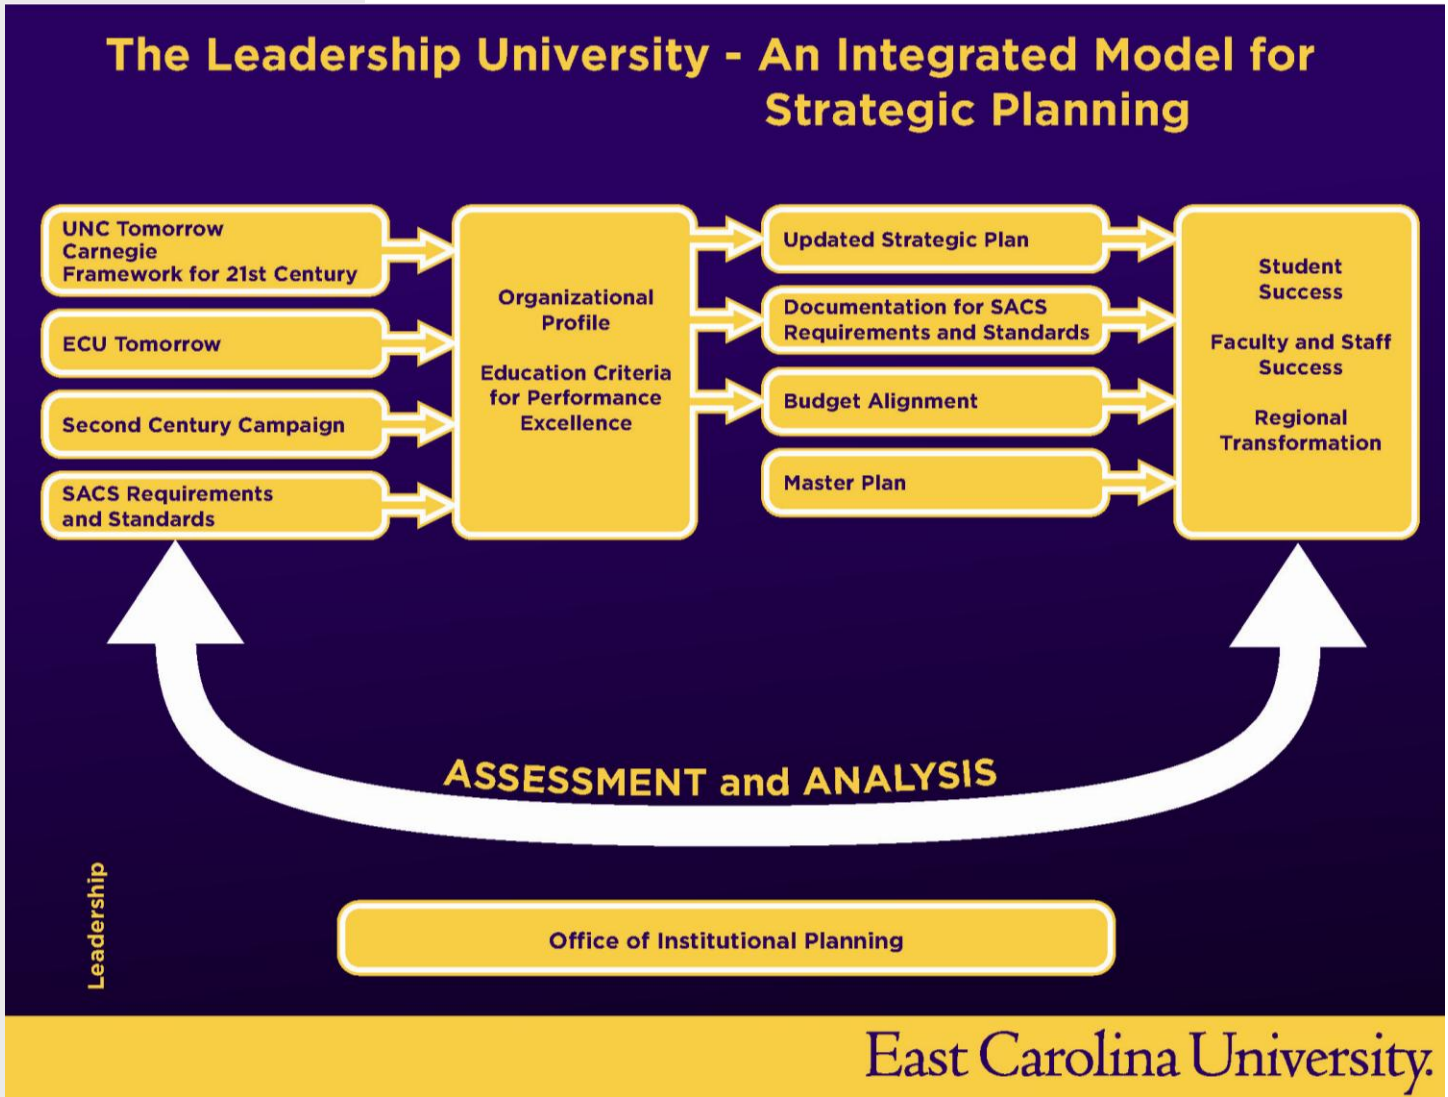 The Leadership University - An Integrated Model for
Strategic Planning
UNC Tomorrow
Carnegie
Framework for 21st Century
ECU Tomorrow
Second Century Campaign
SACS Requirements
and Standards
Organizational
Profile
Education Criteria
for Performance
Excellence
Updated Strategic Plan
Documentation for SACS
Requirements and Standards
Budget Alignment
Master Plan
Student
Success
Faculty and Staff
Success
Regional
Transformation
ASSESSMENT and ANALYSIS
Leadership
Office of Institutional Planning
East Carolina University.